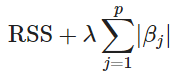 RSS + λ ∑_{j=1}^{p} |β_j|